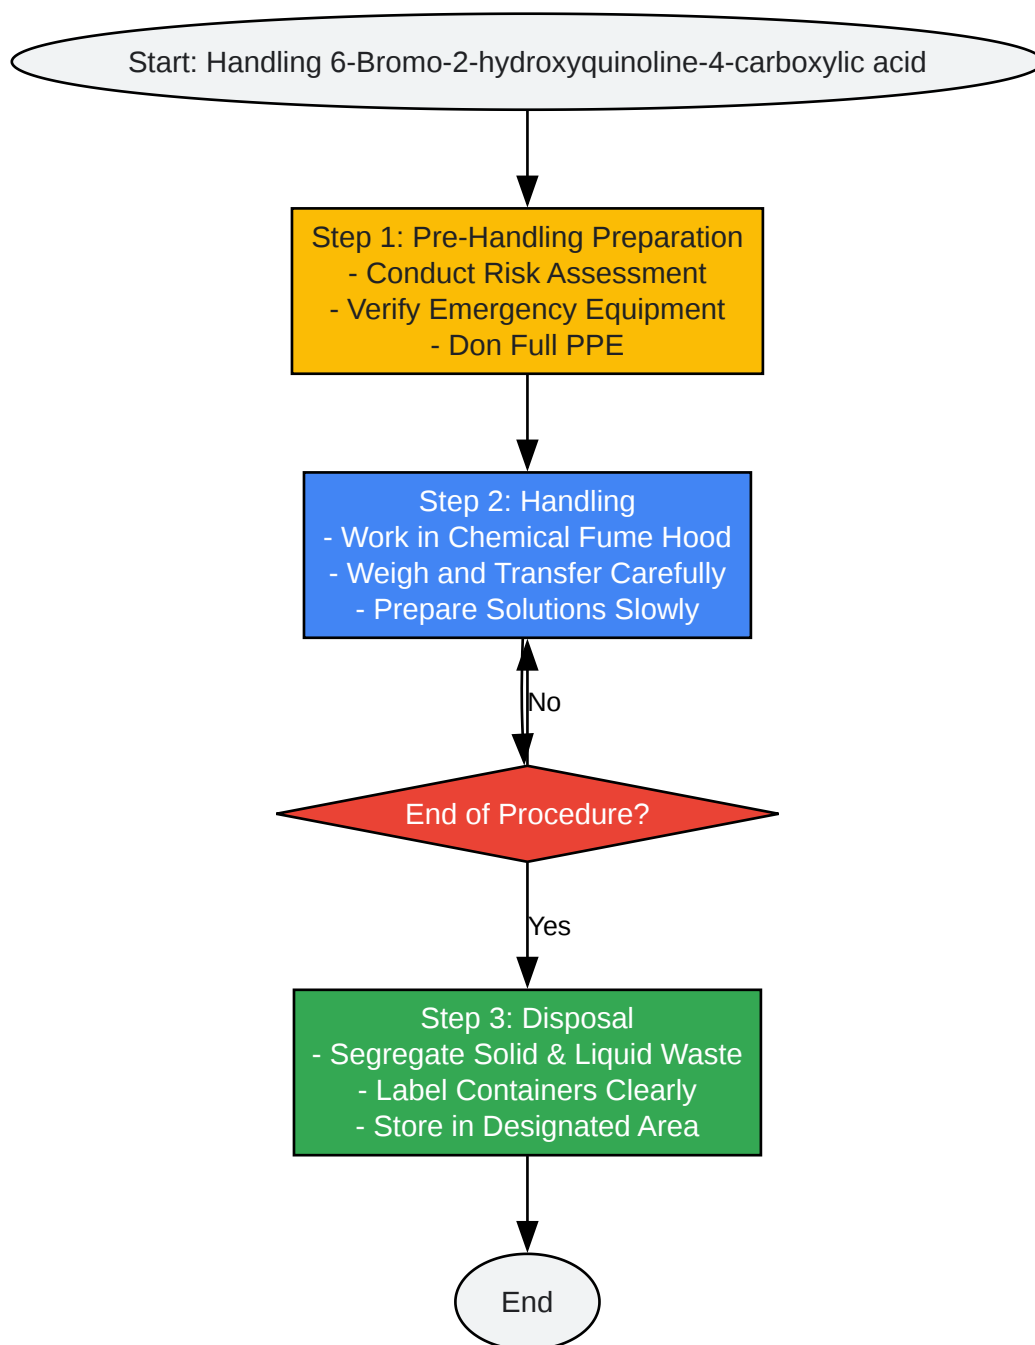 Start: Handling 6-Bromo-2-hydroxyquinoline-4-carboxylic acid
Step 1: Pre-Handling Preparation
- Conduct Risk Assessment
- Verify Emergency Equipment
- Don Full PPE
Step 2: Handling
- Work in Chemical Fume Hood
- Weigh and Transfer Carefully
- Prepare Solutions Slowly
No
End of Procedure?
Yes
Step 3: Disposal
- Segregate Solid & Liquid Waste
- Label Containers Clearly
- Store in Designated Area
End